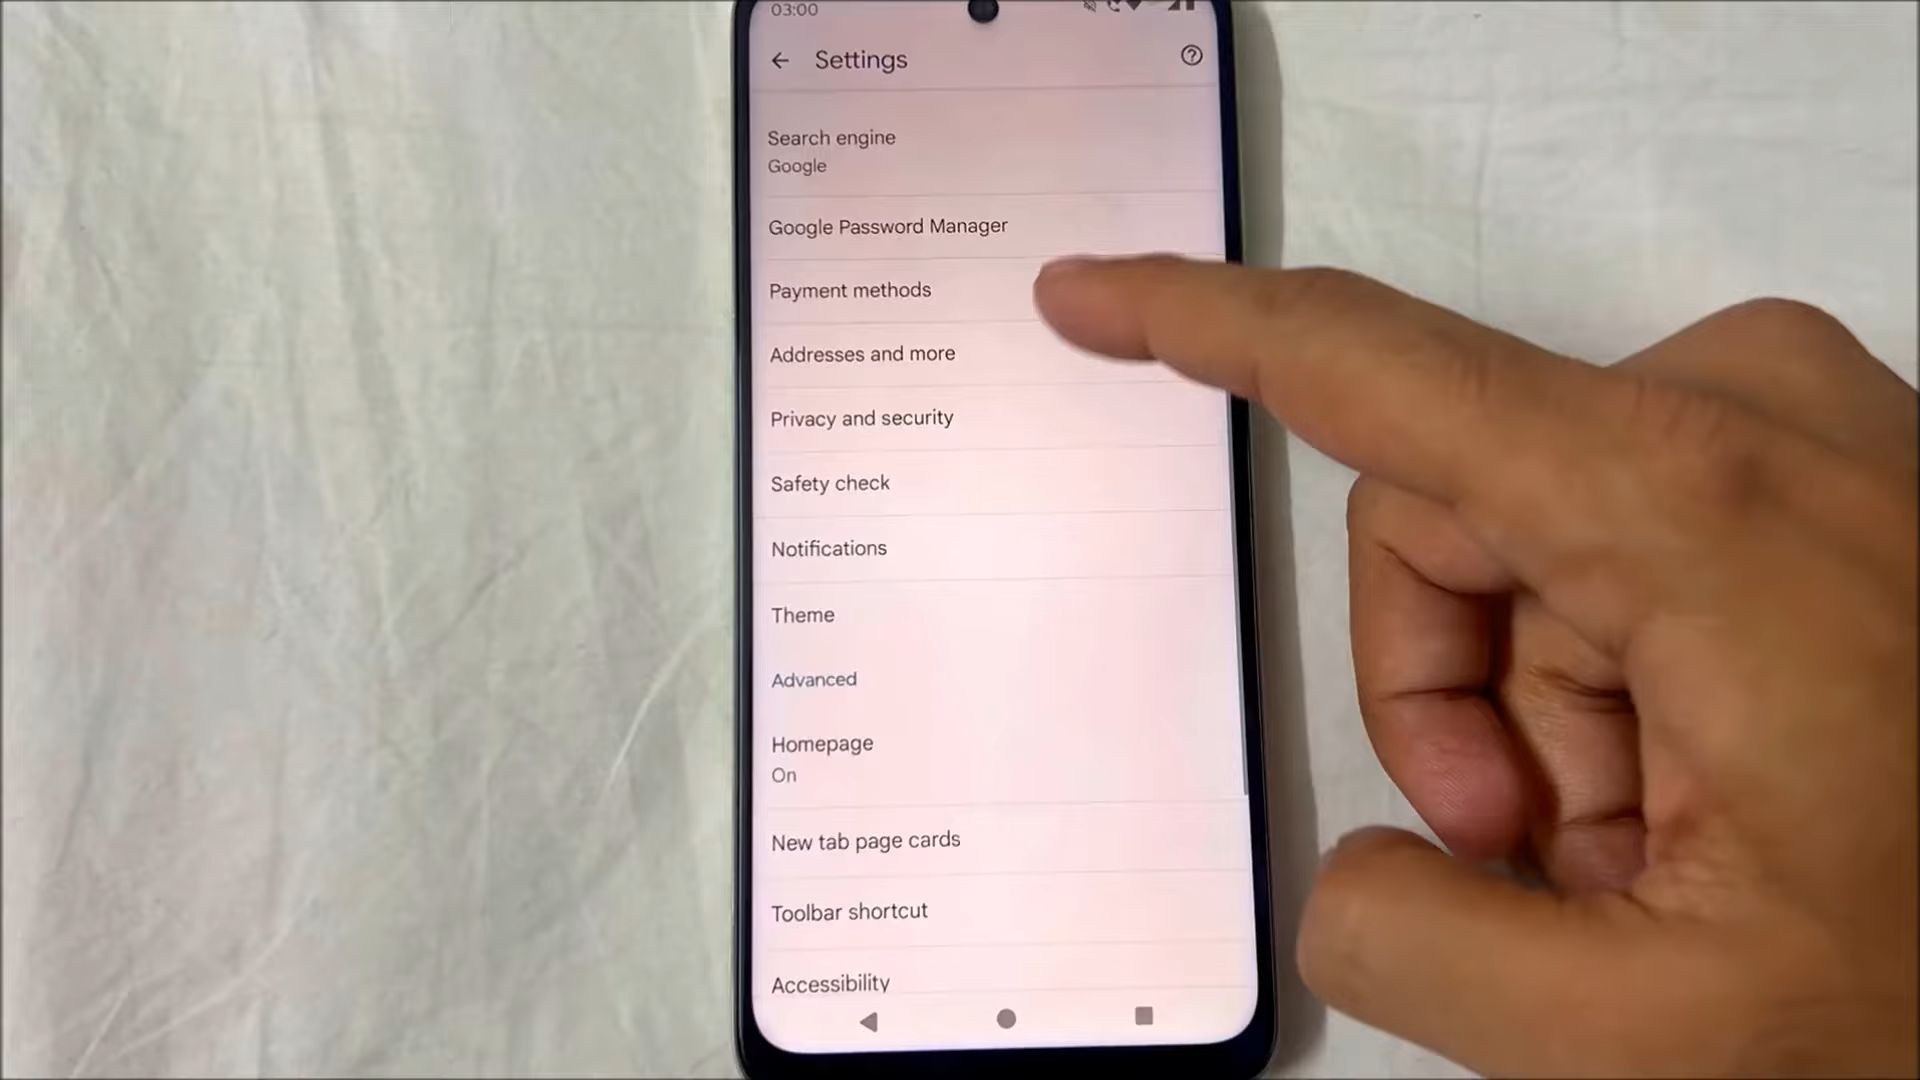 03:00
Settings
Search engine
Google
Google Password Manager
Payment methods
Addresses and more
Privacy and security
Safety check
Notifications
Theme
Advanced
Homepage
On
New tab page cards
Toolbar shortcut
Accessibility